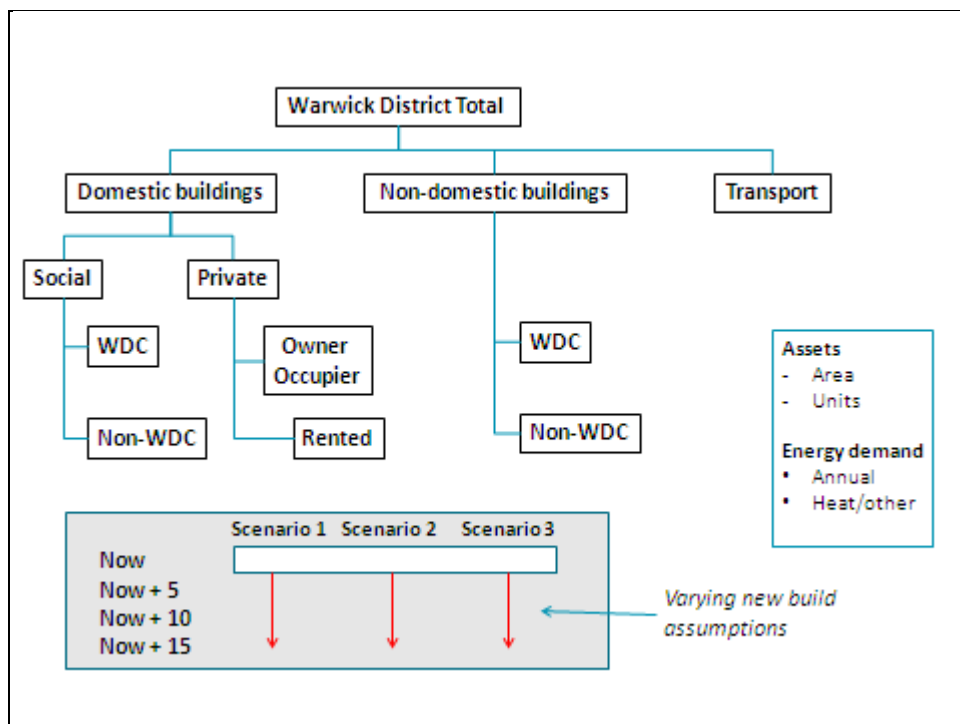 Warwick District Total
Domestic buildings
Non-domestic buildings
Transport
Social
Private
WDC
Owner
Occupier
WDC
Non-WDC
Rented
Non-WDC
Assets
- Area
- Units
Energy demand
• Annual
• Heat/other
Scenario 1 Scenario 2 Scenario 3
Now
Now + 5
Now + 10
Now + 15
Varying new build
assumptions